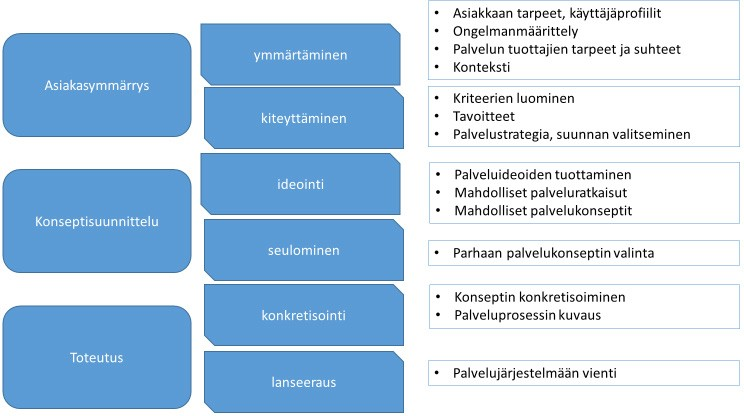 Asiakasymmärrys
ymmärtäminen
• Asiakkaan tarpeet, käyttäjäprofiilit
• Ongelmanmäärittely
• Palvelun tuottajien tarpeet ja suhteet
• Konteksti
kiteyttäminen
• Kriteerien luominen
• Tavoitteet
• Palvelustrategia, suunnan valitseminen
Konseptisuunnittelu
ideointi
• Palveluideoiden tuottaminen
• Mahdolliset palveluratkaisut
• Mahdolliset palvelukonseptit
seulominen
• Parhaan palvelukonseptin valinta
Toteutus
konkretisointi
• Konseptin konkretisoiminen
• Palveluprosessin kuvaus
lanseeraus
• Palvelujärjestelmään vienti